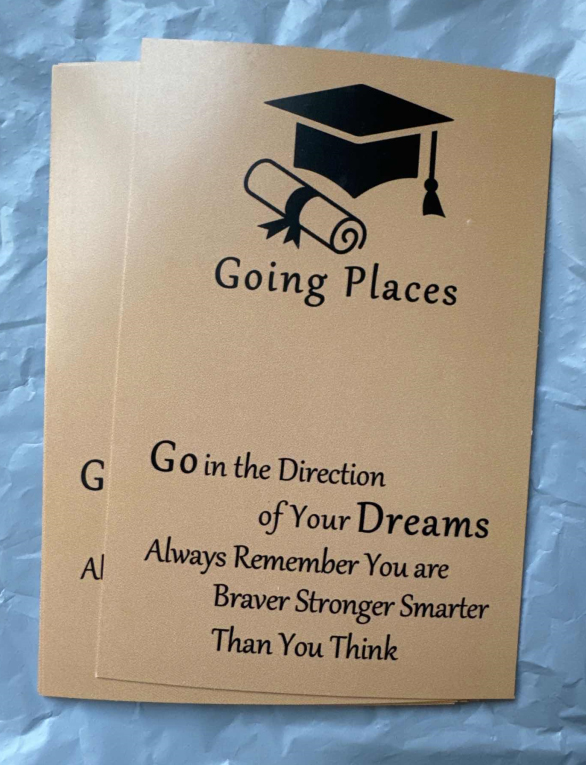 Going Places
Go in the Direction
of Your Dreams
Always Remember You are
Braver Stronger Smarter
Than You Think
G
Al